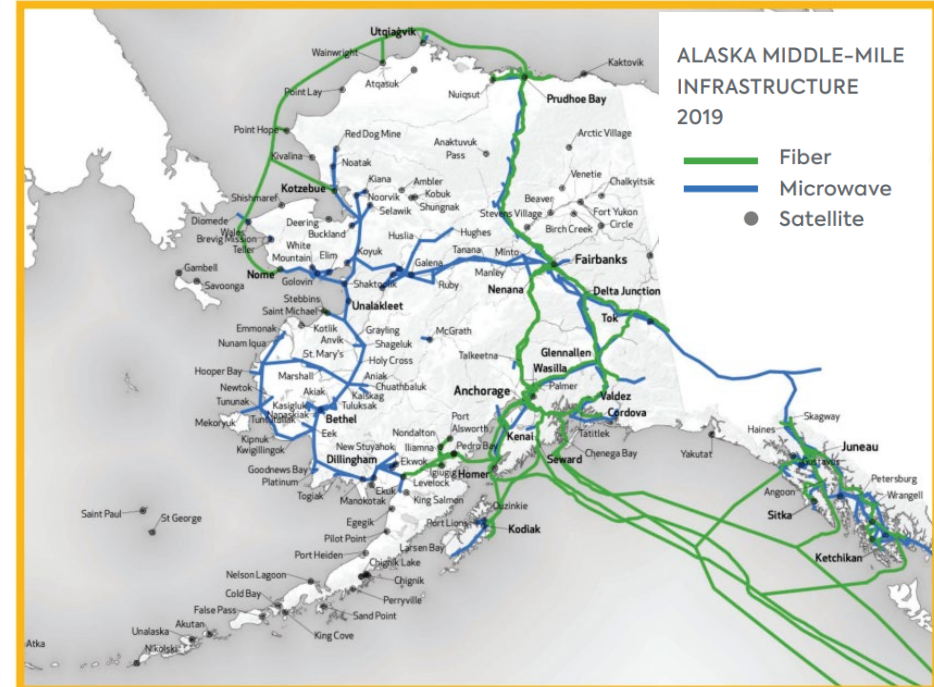 ALASKA MIDDLE-MILE
INFRASTRUCTURE
2019
Fiber
Microwave
Satellite
Utqiaġvik
Wainwright
Atqasuk
Kaktovik
Nuiqsut
Prudhoe Bay
Point Lay
Point Hope
Red Dog Mine
Anaktuvuk
Pass
Arctic Village
Kivalina
Noatak
Kotzebue
Kiana
Noorvik
Selawik
Ambler
Kobuk
Shungnak
Venetie
Chalkyitsik
Beaver
Stevens Village
Fort Yukon
Circle
Birch Creek
Shishmaref
Deering
Buckland
Diomede
Wales
Brevig Mission
Teller
White
Mountain
Elim
Koyuk
Huslia
Hughes
Tanana
Minto
Galena
Manley
Fairbanks
Gambell
Savoonga
Nome
Golovin
Shaktoolik
Ruby
Nenana
Delta Junction
Stebbins
Saint Michael
Unalakleet
Tok
Emmonak
Kotlik
Grayling
McGrath
Nunam Iqua
Anvik
Shageluk
St. Mary's
Holy Cross
Talkeetna
Glennallen
Wasilla
Hooper Bay
Marshall
Aniak
Chuathbaluk
Newtok
Akiak
Kalskag
Anchorage
Palmer
Tununak
Kasigluk
Tuluksak
Valdez
Mekoryuk
Bethel
Port
Alsworth
Cordova
Skagway
Kipnuk
Eek
Nondalton
Tatitlek
Haines
Kwigillingok
New Stuyahok
Iliamna
Pedro Bay
Kenai
Chenega Bay
Yakutat
Juneau
Goodnews Bay
Dillingham
Ekwok
Igiugig
Homer
Seward
Gustavus
Platinum
Levelock
Petersburg
Togiak
Ekuk
King Salmon
Angoon
Wrangell
Manokotak
Ouzinkie
Sitka
Saint Paul
St George
Egegik
Port Lions
Kodiak
Pilot Point
Larsen Bay
Ketchikan
Port Heiden
Chignik Lake
Nelson Lagoon
Chignik
Cold Bay
Perryville
False Pass
Sand Point
Akutan
Unalaska
King Cove
Atka
Nikolski